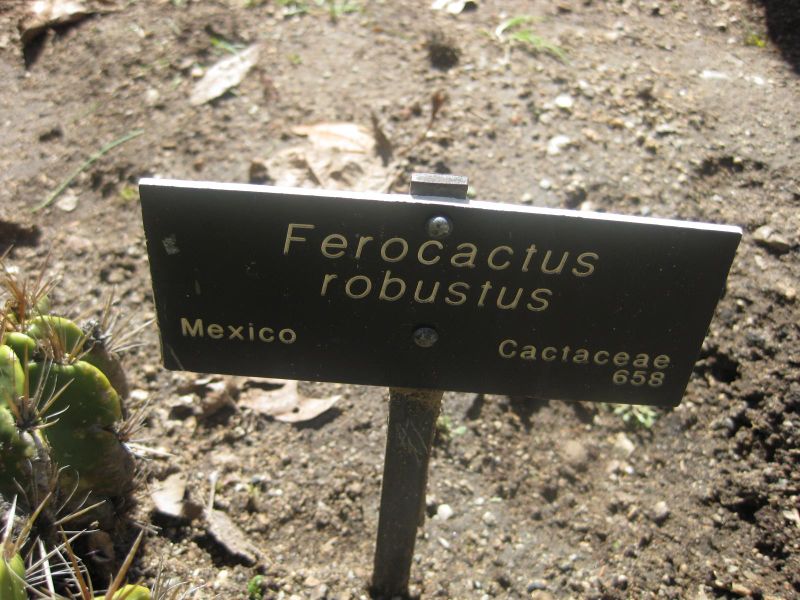 Ferocactus
robustus
Mexico
Cactaceae
658